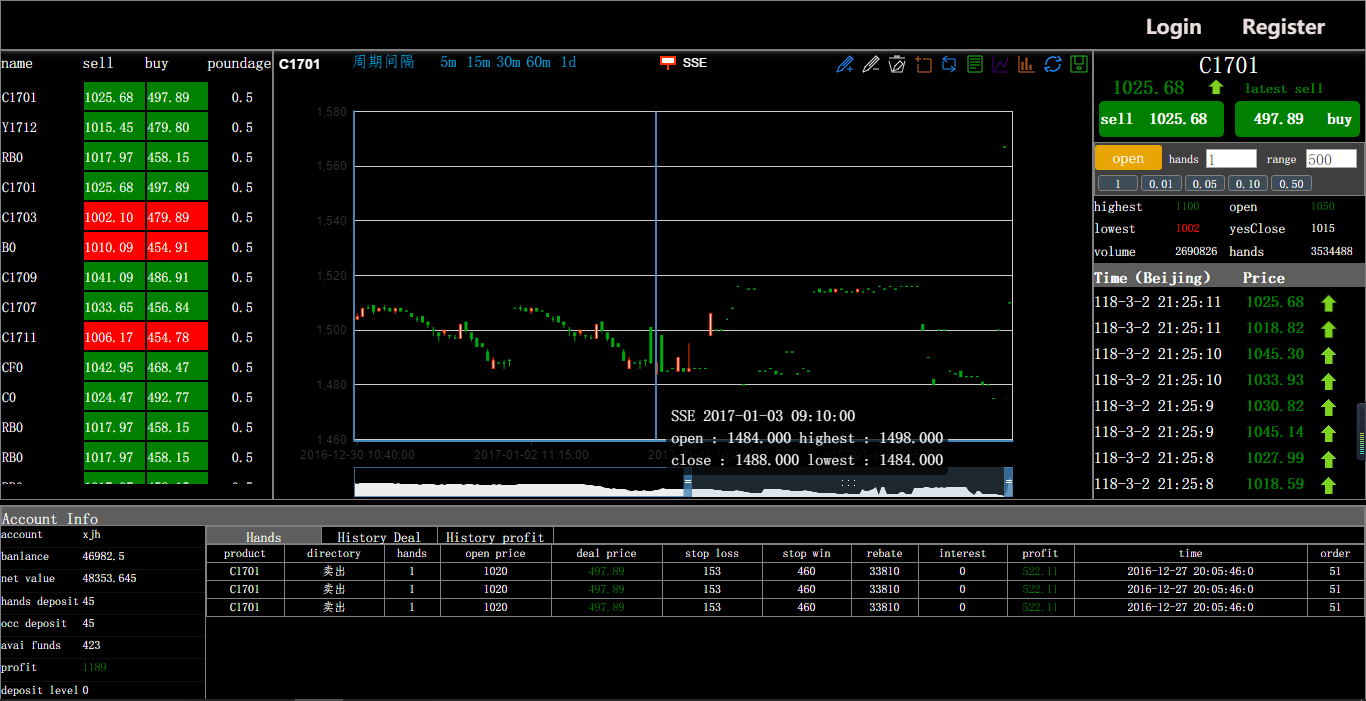 Login Register
name sell buy poundage
C1701 1025.68 497.89 0.5
Y1712 1015.45 479.80 0.5
RB0 1017.97 458.15 0.5
C1701 1025.68 497.89 0.5
C1703 1002.10 479.89 0.5
B0 1010.09 454.91 0.5
C1709 1041.09 486.91 0.5
C1707 1033.65 456.84 0.5
C1711 1006.17 454.78 0.5
CF0 1042.95 468.47 0.5
C0 1024.47 492.77 0.5
RB0 1017.97 458.15 0.5
RB0 1017.97 458.15 0.5
C1701 周期间隔 5m 15m 30m 60m 1d SSE
1,580
1,560
1,540
1,520
1,500
1,480
1,460
2016-12-30 10:40:00 2017-01-02 11:15:00
SSE 2017-01-03 09:10:00
open : 1484.000 highest : 1498.000
close : 1488.000 lowest : 1484.000
C1701
1025.68 latest sell
sell 1025.68 497.89 buy
open hands 1 range 500
1 0.01 0.05 0.10 0.50
highest 1100 open 1050
lowest 1002 yesClose 1015
volume 2690826 hands 3534488
Time (Beijing) Price
118-3-2 21:25:11 1025.68
118-3-2 21:25:11 1018.82
118-3-2 21:25:10 1045.30
118-3-2 21:25:10 1033.93
118-3-2 21:25:9 1030.82
118-3-2 21:25:9 1045.14
118-3-2 21:25:8 1027.99
118-3-2 21:25:8 1018.59
Account Info
account xjh
banlance 46982.5
net value 48353.645
hands deposit 45
occ deposit 45
avai funds 423
profit 1189
deposit level 0
Hands History Deal History profit
product directory hands open price deal price stop loss stop win rebate interest profit time order
C1701 卖出 1 1020 497.89 153 460 33810 0 522.11 2016-12-27 20:05:46:0 51
C1701 卖出 1 1020 497.89 153 460 33810 0 522.11 2016-12-27 20:05:46:0 51
C1701 卖出 1 1020 497.89 153 460 33810 0 522.11 2016-12-27 20:05:46:0 51